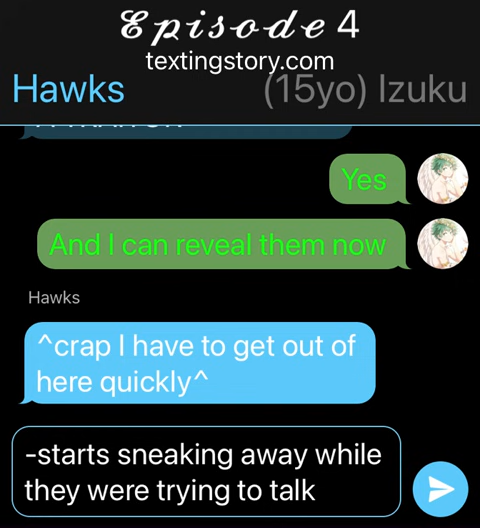 Episode 4
textingstory.com
Hawks (15yo) Izuku
Yes
And I can reveal them now
Hawks
^crap I have to get out of
here quickly^
-starts sneaking away while
they were trying to talk